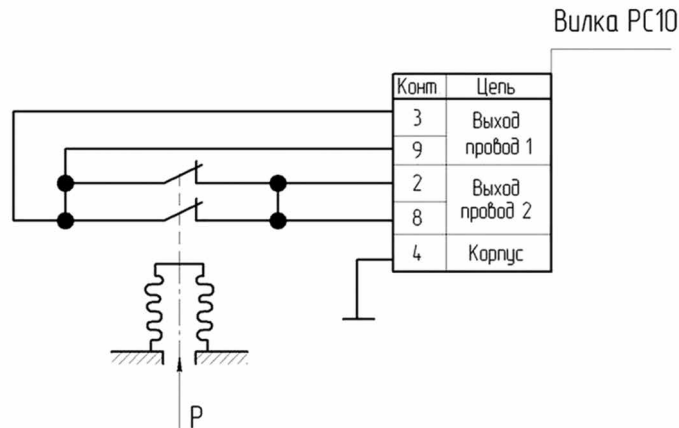 Вилка РС10
Конт Цепь
3 Выход
9 провод 1
2 Выход
8 провод 2
4 Корпус
P